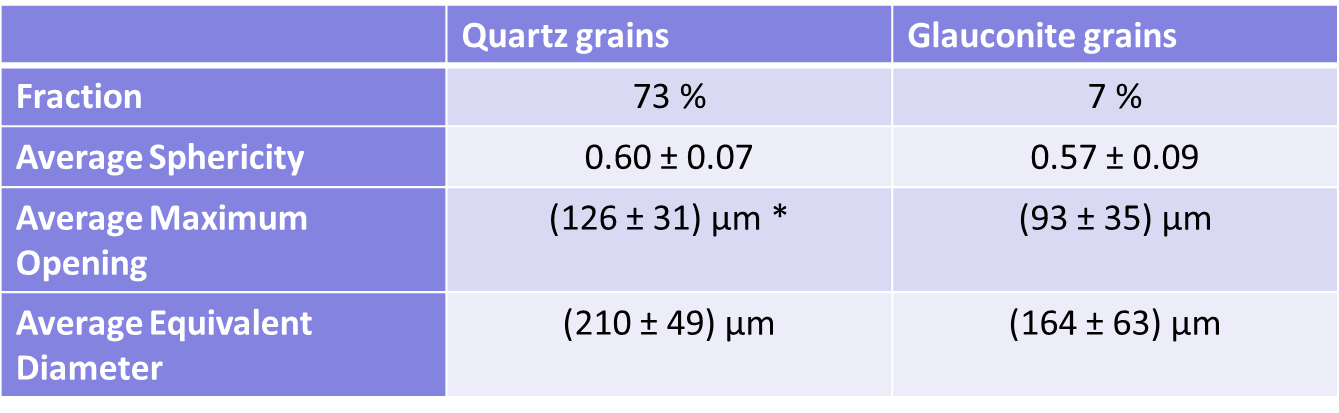 Quartz grains Glauconite grains
Fraction 73 % 7 %
Average Sphericity 0.60 ± 0.07 0.57 ± 0.09
Average Maximum (126 ± 31) µm * (93 ± 35) µm
Opening
Average Equivalent (210 ± 49) µm (164 ± 63) µm
Diameter